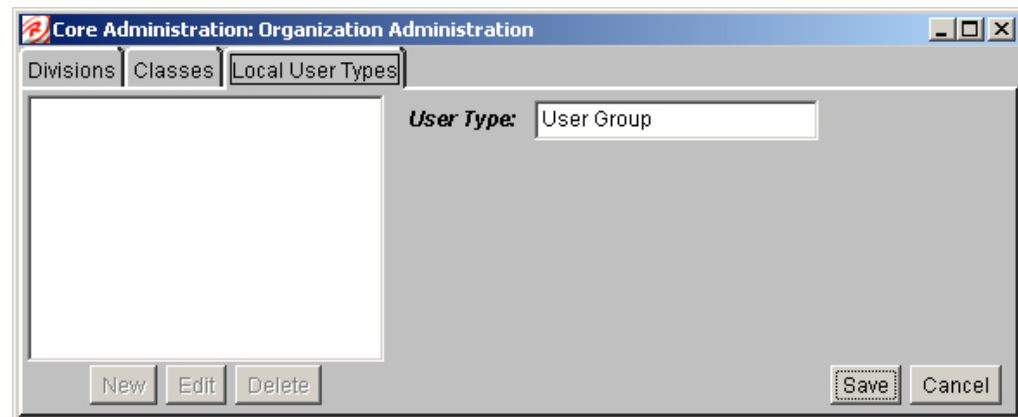 Core Administration: Organization Administration
Divisions Classes Local User Types
User Type: User Group
New Edit Delete Save Cancel